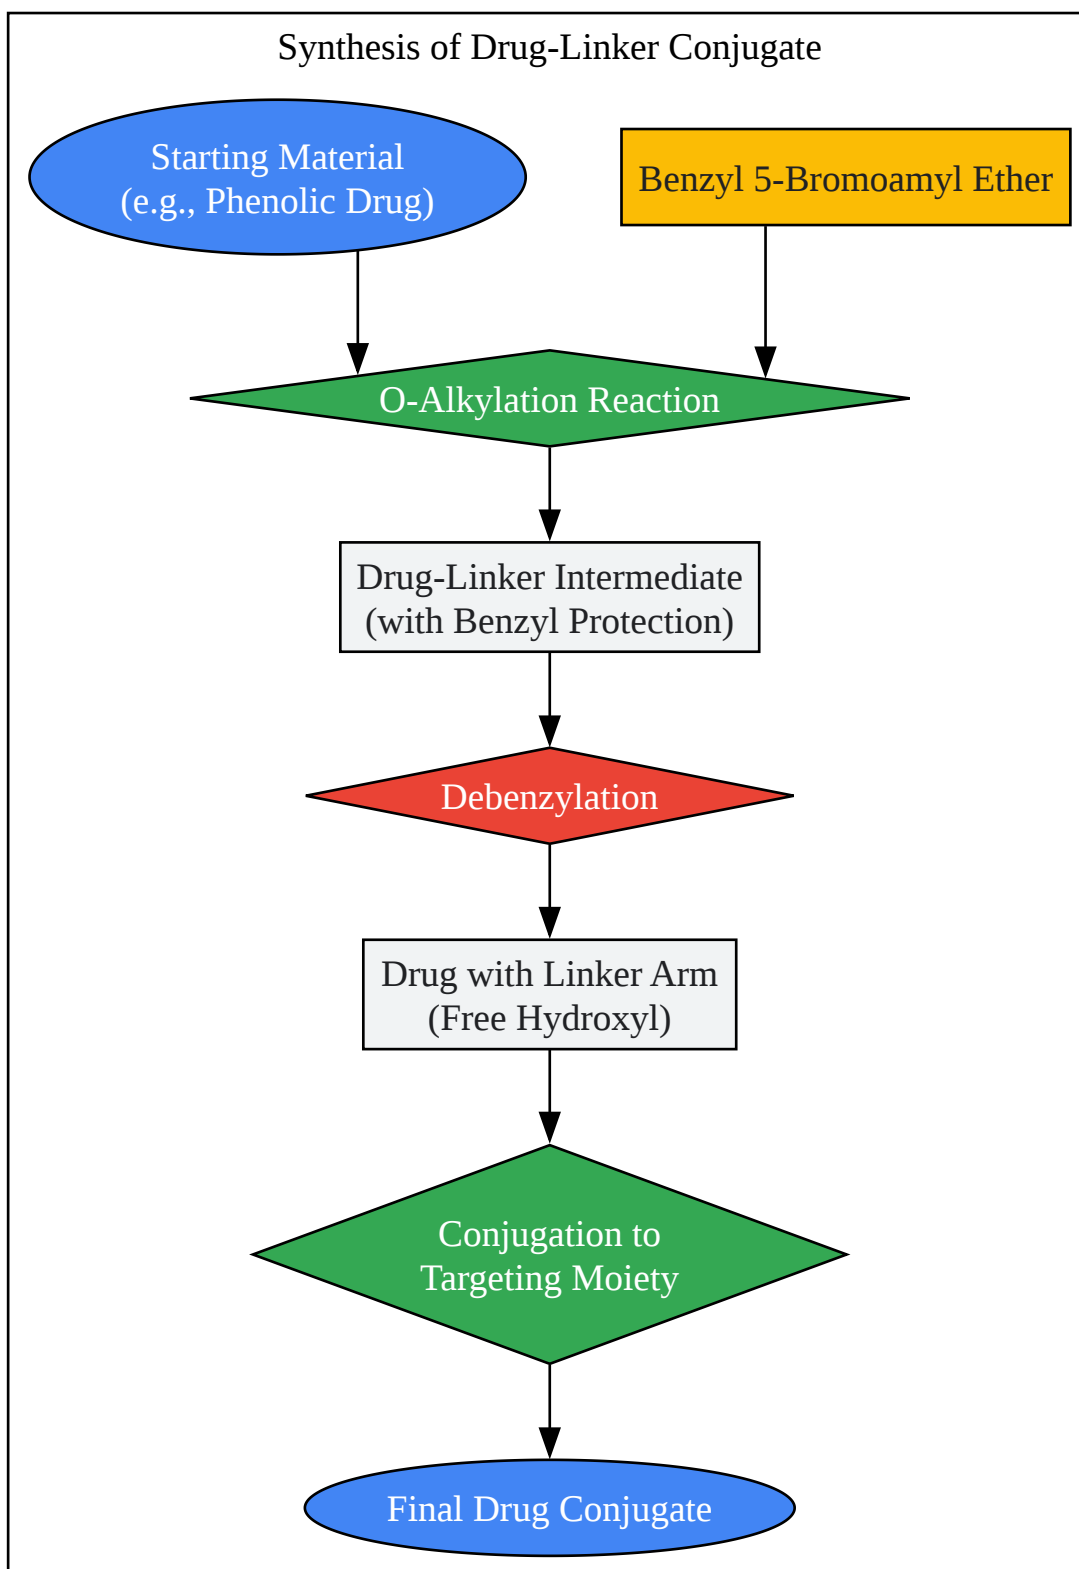 Synthesis of Drug-Linker Conjugate
Starting Material
(e.g., Phenolic Drug)
Benzyl 5-Bromoamyl Ether
O-Alkylation Reaction
Drug-Linker Intermediate
(with Benzyl Protection)
Debenzylation
Drug with Linker Arm
(Free Hydroxyl)
Conjugation to
Targeting Moiety
Final Drug Conjugate